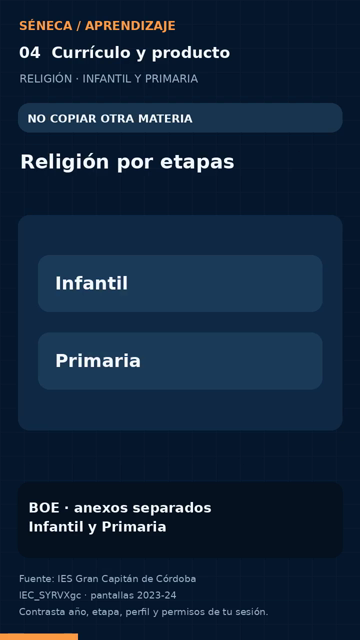 SÉNECA / APRENDIZAJE
04 Currículo y producto
RELIGIÓN · INFANTIL Y PRIMARIA
NO COPIAR OTRA MATERIA
Religión por etapas
Infantil
Primaria
BOE · anexos separados
Infantil y Primaria
Fuente: IES Gran Capitán de Córdoba
IEC_SYRVXgc · pantallas 2023-24
Contrasta año, etapa, perfil y permisos de tu sesión.